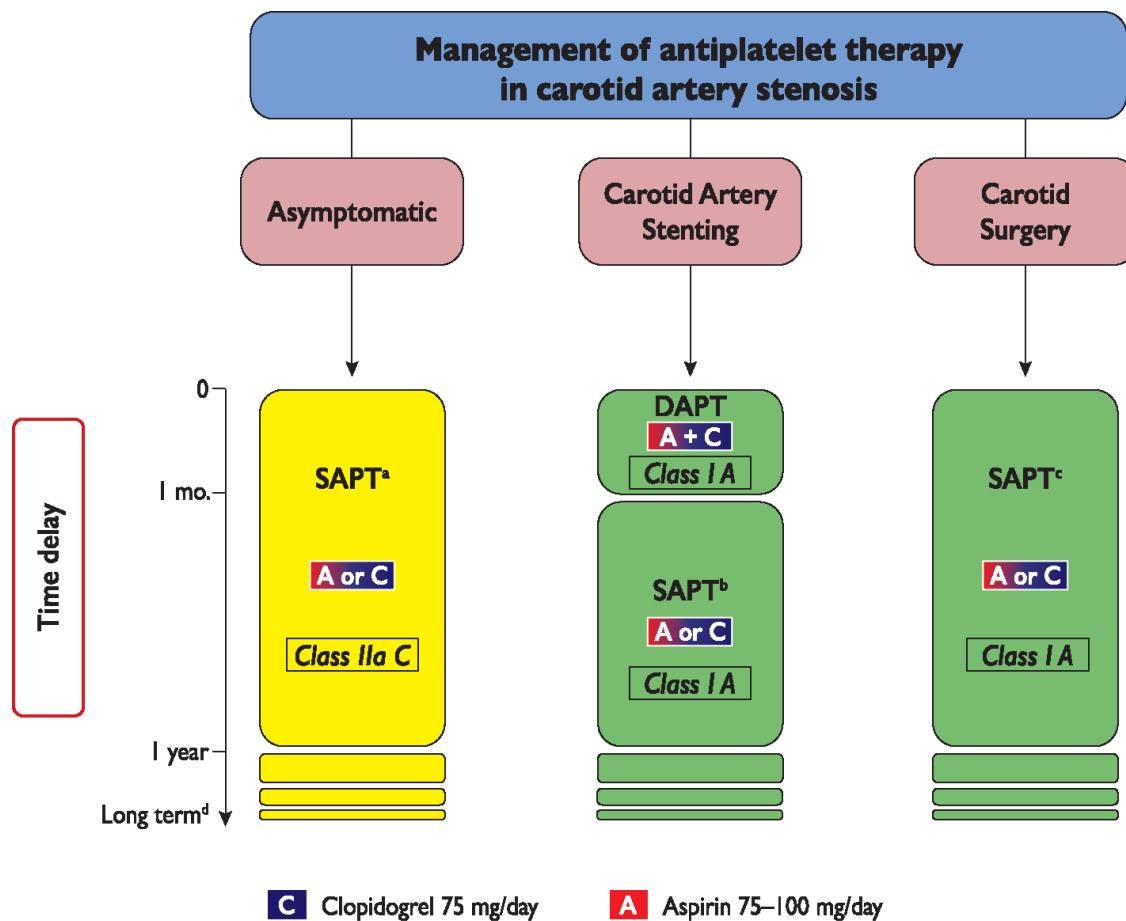 Management of antiplatelet therapy
in carotid artery stenosis
Asymptomatic
Carotid Artery
Stenting
Carotid
Surgery
Time delay
0
1 mo.
1 year
Long termᵈ
SAPTᵃ
A or C
Class IIa C
DAPT
A + C
Class I A
SAPTᵇ
A or C
Class I A
SAPTᶜ
A or C
Class I A
C Clopidogrel 75 mg/day
A Aspirin 75–100 mg/day